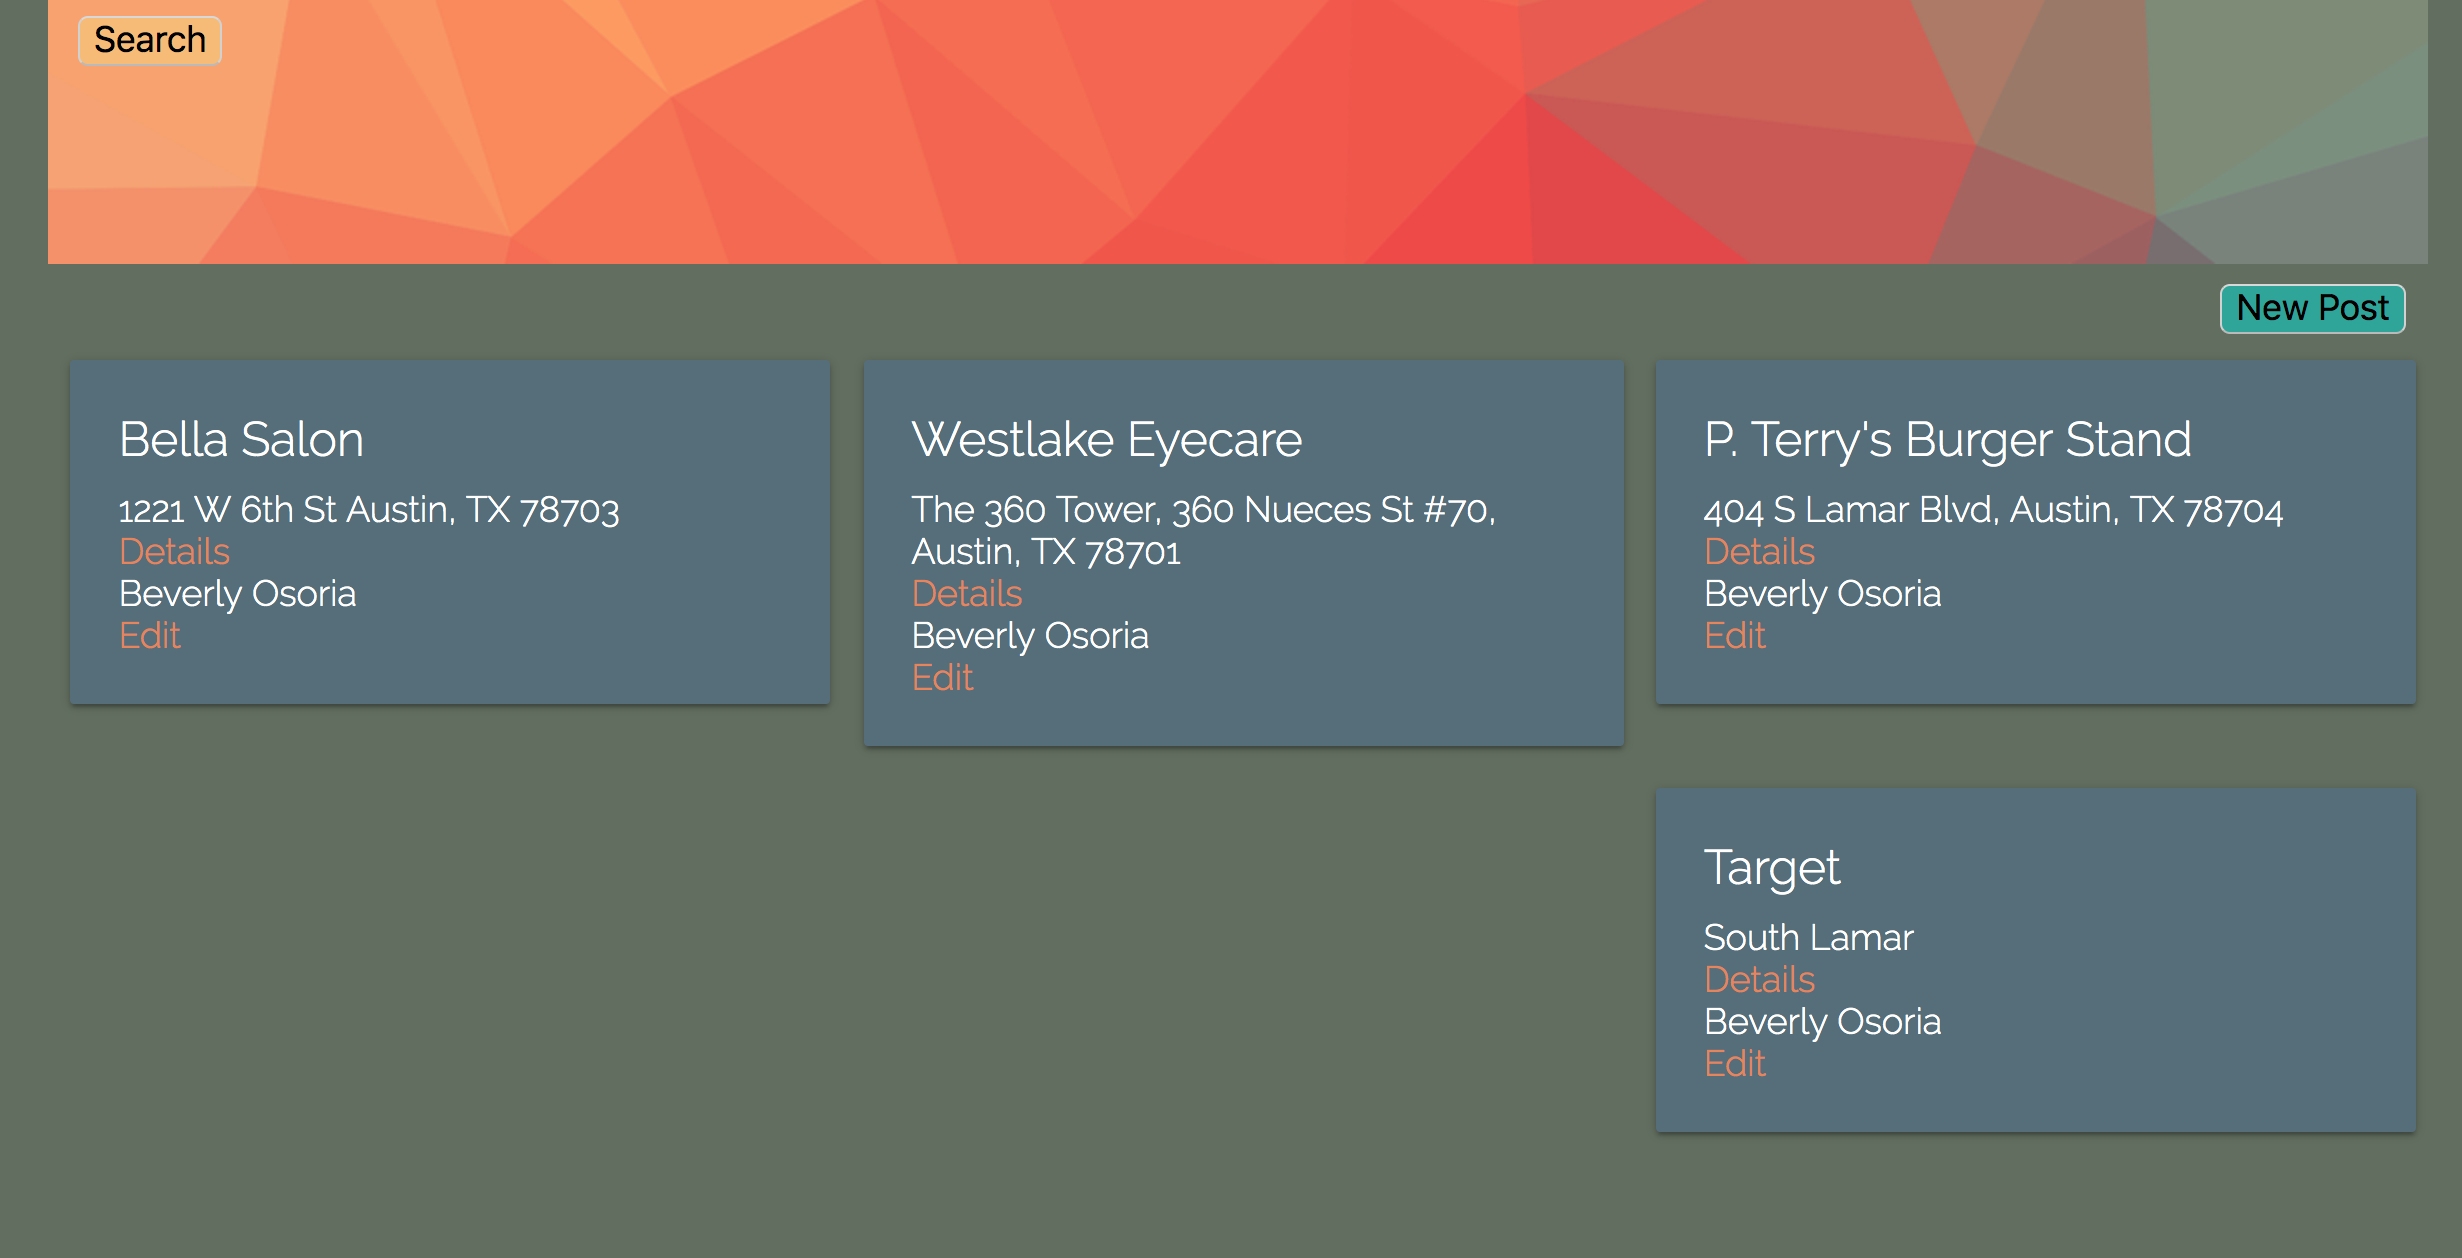 Search
New Post
Bella Salon
1221 W 6th St Austin, TX 78703
Details
Beverly Osoria
Edit
Westlake Eyecare
The 360 Tower, 360 Nueces St #70,
Austin, TX 78701
Details
Beverly Osoria
Edit
P. Terry's Burger Stand
404 S Lamar Blvd, Austin, TX 78704
Details
Beverly Osoria
Edit
Target
South Lamar
Details
Beverly Osoria
Edit